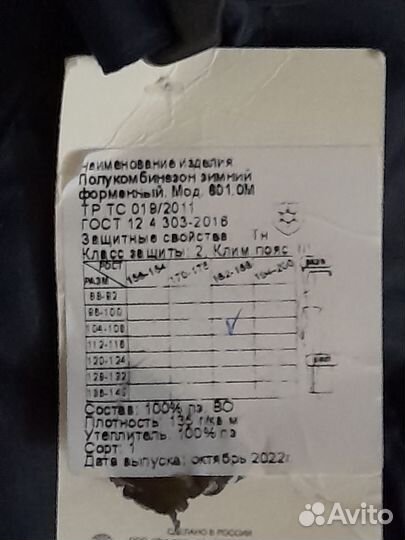 Наименование изделия
Полукомбинезон зимний
форменный. Мод. 601.0М
ТР ТС 019/2011
ГОСТ 12 4 303-2016
Защитные свойства Тн
Класс защиты: 2. Клим пояс
РОСТ 158-164 170-176 182-188 194-200
РАЗМ
88-92
96-100
104-108
112-116
120-124
128-132
136-140
Состав: 100% пэ. ВО
Плотность: 135 г/кв м
Утеплитель: 100% пэ
Сорт: 1
Дата выпуска: октябрь 2022г.
СДЕЛАНО В РОССИИ
Avito